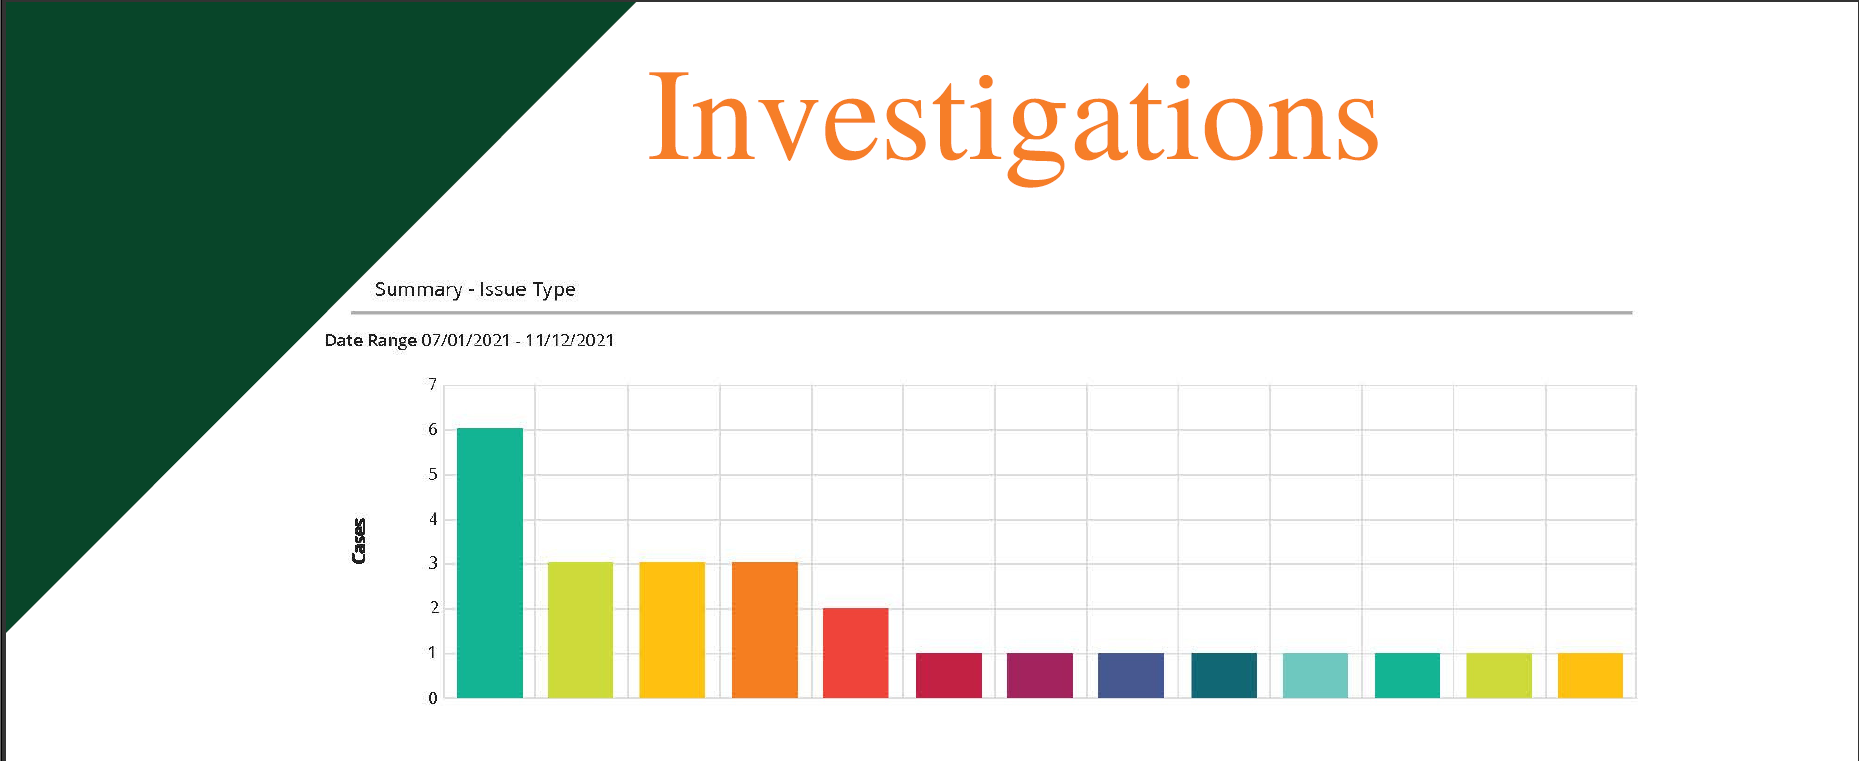 Investigations
Summary - Issue Type
Date Range 07/01/2021 - 11/12/2021
7
6
5
4
3
2
1
0
Cases